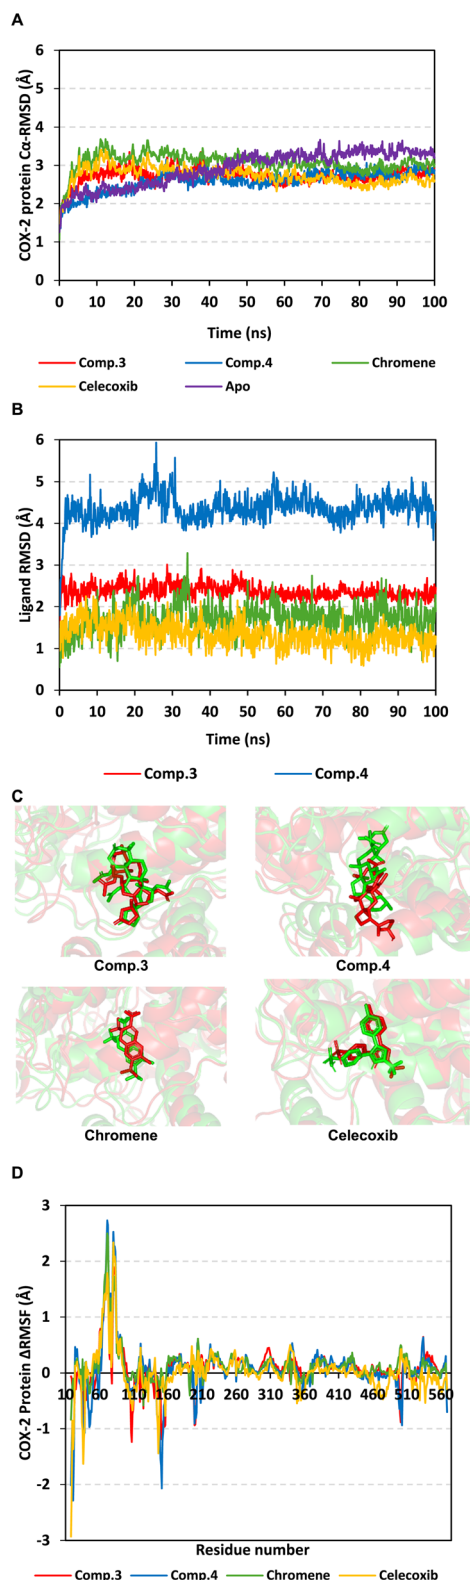 A
COX-2 protein Cα-RMSD (Å)
6
5
4
3
2
1
0
0 10 20 30 40 50 60 70 80 90 100
Time (ns)
Comp.3 Comp.4 Chromene
Celecoxib Apo
B
Ligand RMSD (Å)
6
5
4
3
2
1
0
0 10 20 30 40 50 60 70 80 90 100
Time (ns)
Comp.3 Comp.4
C
Comp.3 Comp.4
Chromene Celecoxib
D
COX-2 Protein ΔRMSF (Å)
3
2
1
0
10 60 110 160 210 260 310 360 410 460 510 560
-1
-2
-3
Residue number
Comp.3 Comp.4 Chromene Celecoxib